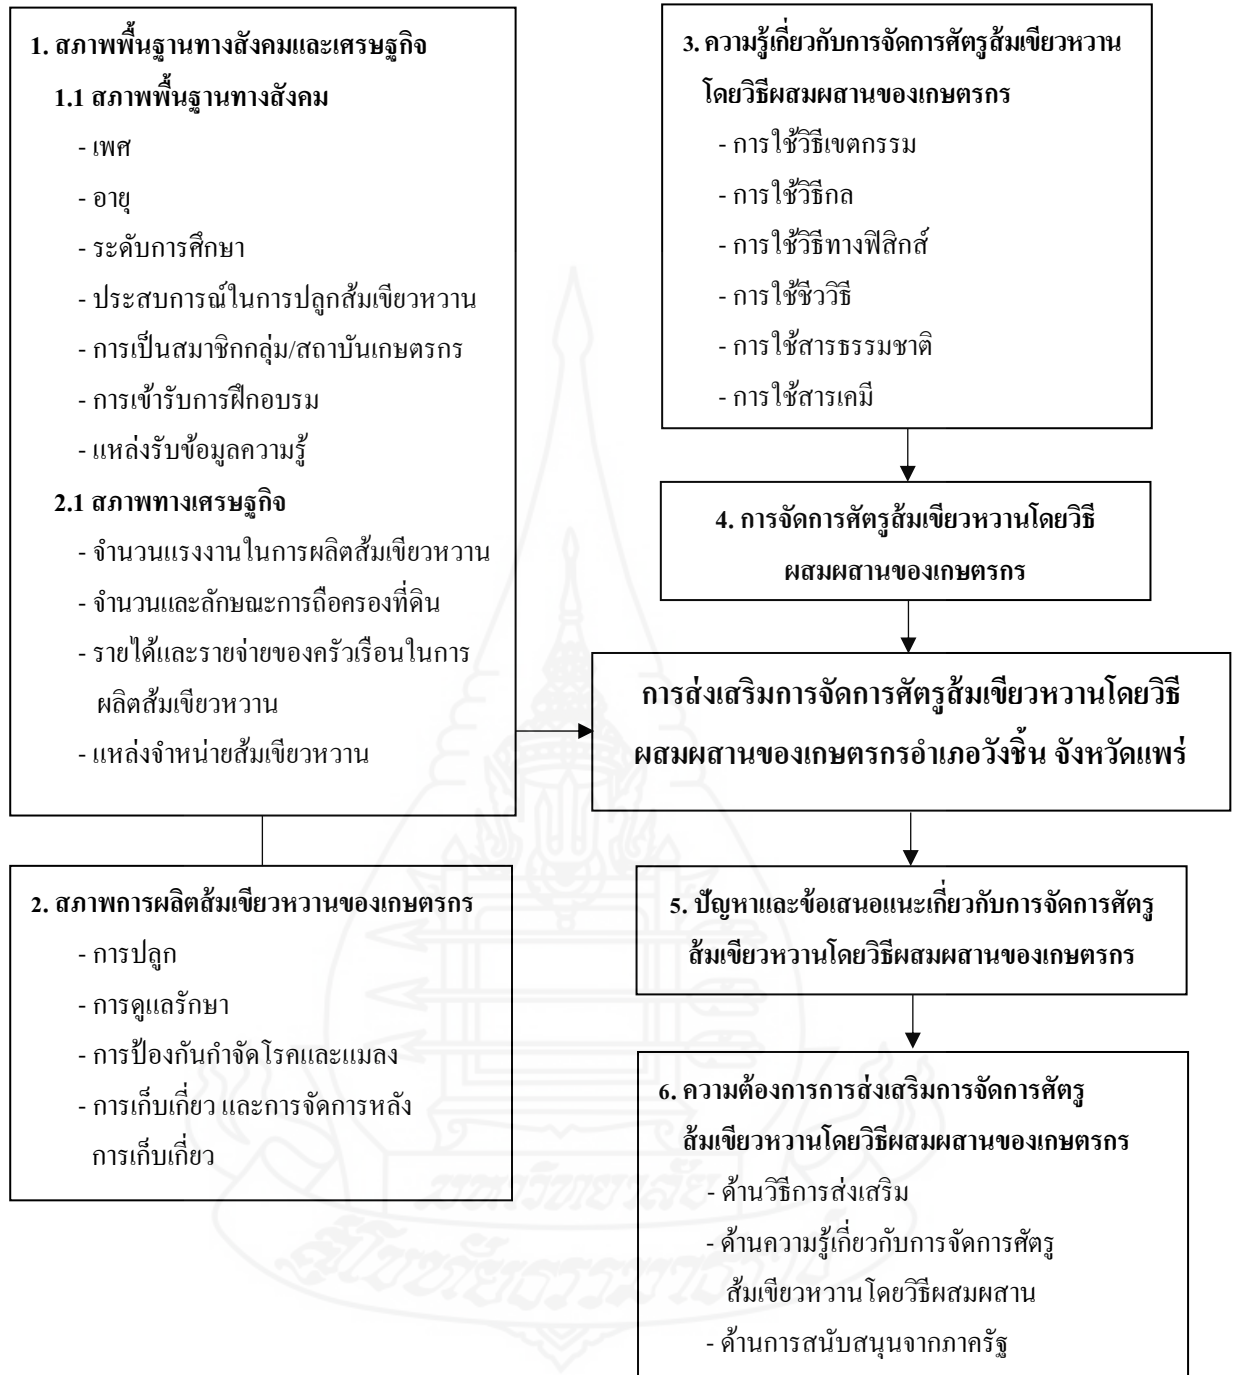 1. สภาพพื้นฐานทางสังคมและเศรษฐกิจ
1.1 สภาพพื้นฐานทางสังคม
- เพศ
- อายุ
- ระดับการศึกษา
- ประสบการณ์ในการปลูกส้มเขียวหวาน
- การเป็นสมาชิกกลุ่ม/สถาบันเกษตรกร
- การเข้ารับการฝึกอบรม
- แหล่งรับข้อมูลความรู้
2.1 สภาพทางเศรษฐกิจ
- จำนวนแรงงานในการผลิตส้มเขียวหวาน
- จำนวนและลักษณะการถือครองที่ดิน
- รายได้และรายจ่ายของครัวเรือนในการ
ผลิตส้มเขียวหวาน
- แหล่งจำหน่ายส้มเขียวหวาน
2. สภาพการผลิตส้มเขียวหวานของเกษตรกร
- การปลูก
- การดูแลรักษา
- การป้องกันกำจัดโรคและแมลง
- การเก็บเกี่ยว และการจัดการหลัง
การเก็บเกี่ยว
3. ความรู้เกี่ยวกับการจัดการศัตรูส้มเขียวหวาน
โดยวิธีผสมผสานของเกษตรกร
- การใช้วิธีเขตกรรม
- การใช้วิธีกล
- การใช้วิธีทางฟิสิกส์
- การใช้ชีววิธี
- การใช้สารธรรมชาติ
- การใช้สารเคมี
4. การจัดการศัตรูส้มเขียวหวานโดยวิธี
ผสมผสานของเกษตรกร
การส่งเสริมการจัดการศัตรูส้มเขียวหวานโดยวิธี
ผสมผสานของเกษตรกรอำเภอวังชิ้น จังหวัดแพร่
5. ปัญหาและข้อเสนอแนะเกี่ยวกับการจัดการศัตรู
ส้มเขียวหวานโดยวิธีผสมผสานของเกษตรกร
6. ความต้องการการส่งเสริมการจัดการศัตรู
ส้มเขียวหวานโดยวิธีผสมผสานของเกษตรกร
- ด้านวิธีการส่งเสริม
- ด้านความรู้เกี่ยวกับการจัดการศัตรู
ส้มเขียวหวานโดยวิธีผสมผสาน
- ด้านการสนับสนุนจากภาครัฐ
มหาวิทยาลัย
สุโขทัยธรรมาธิราช